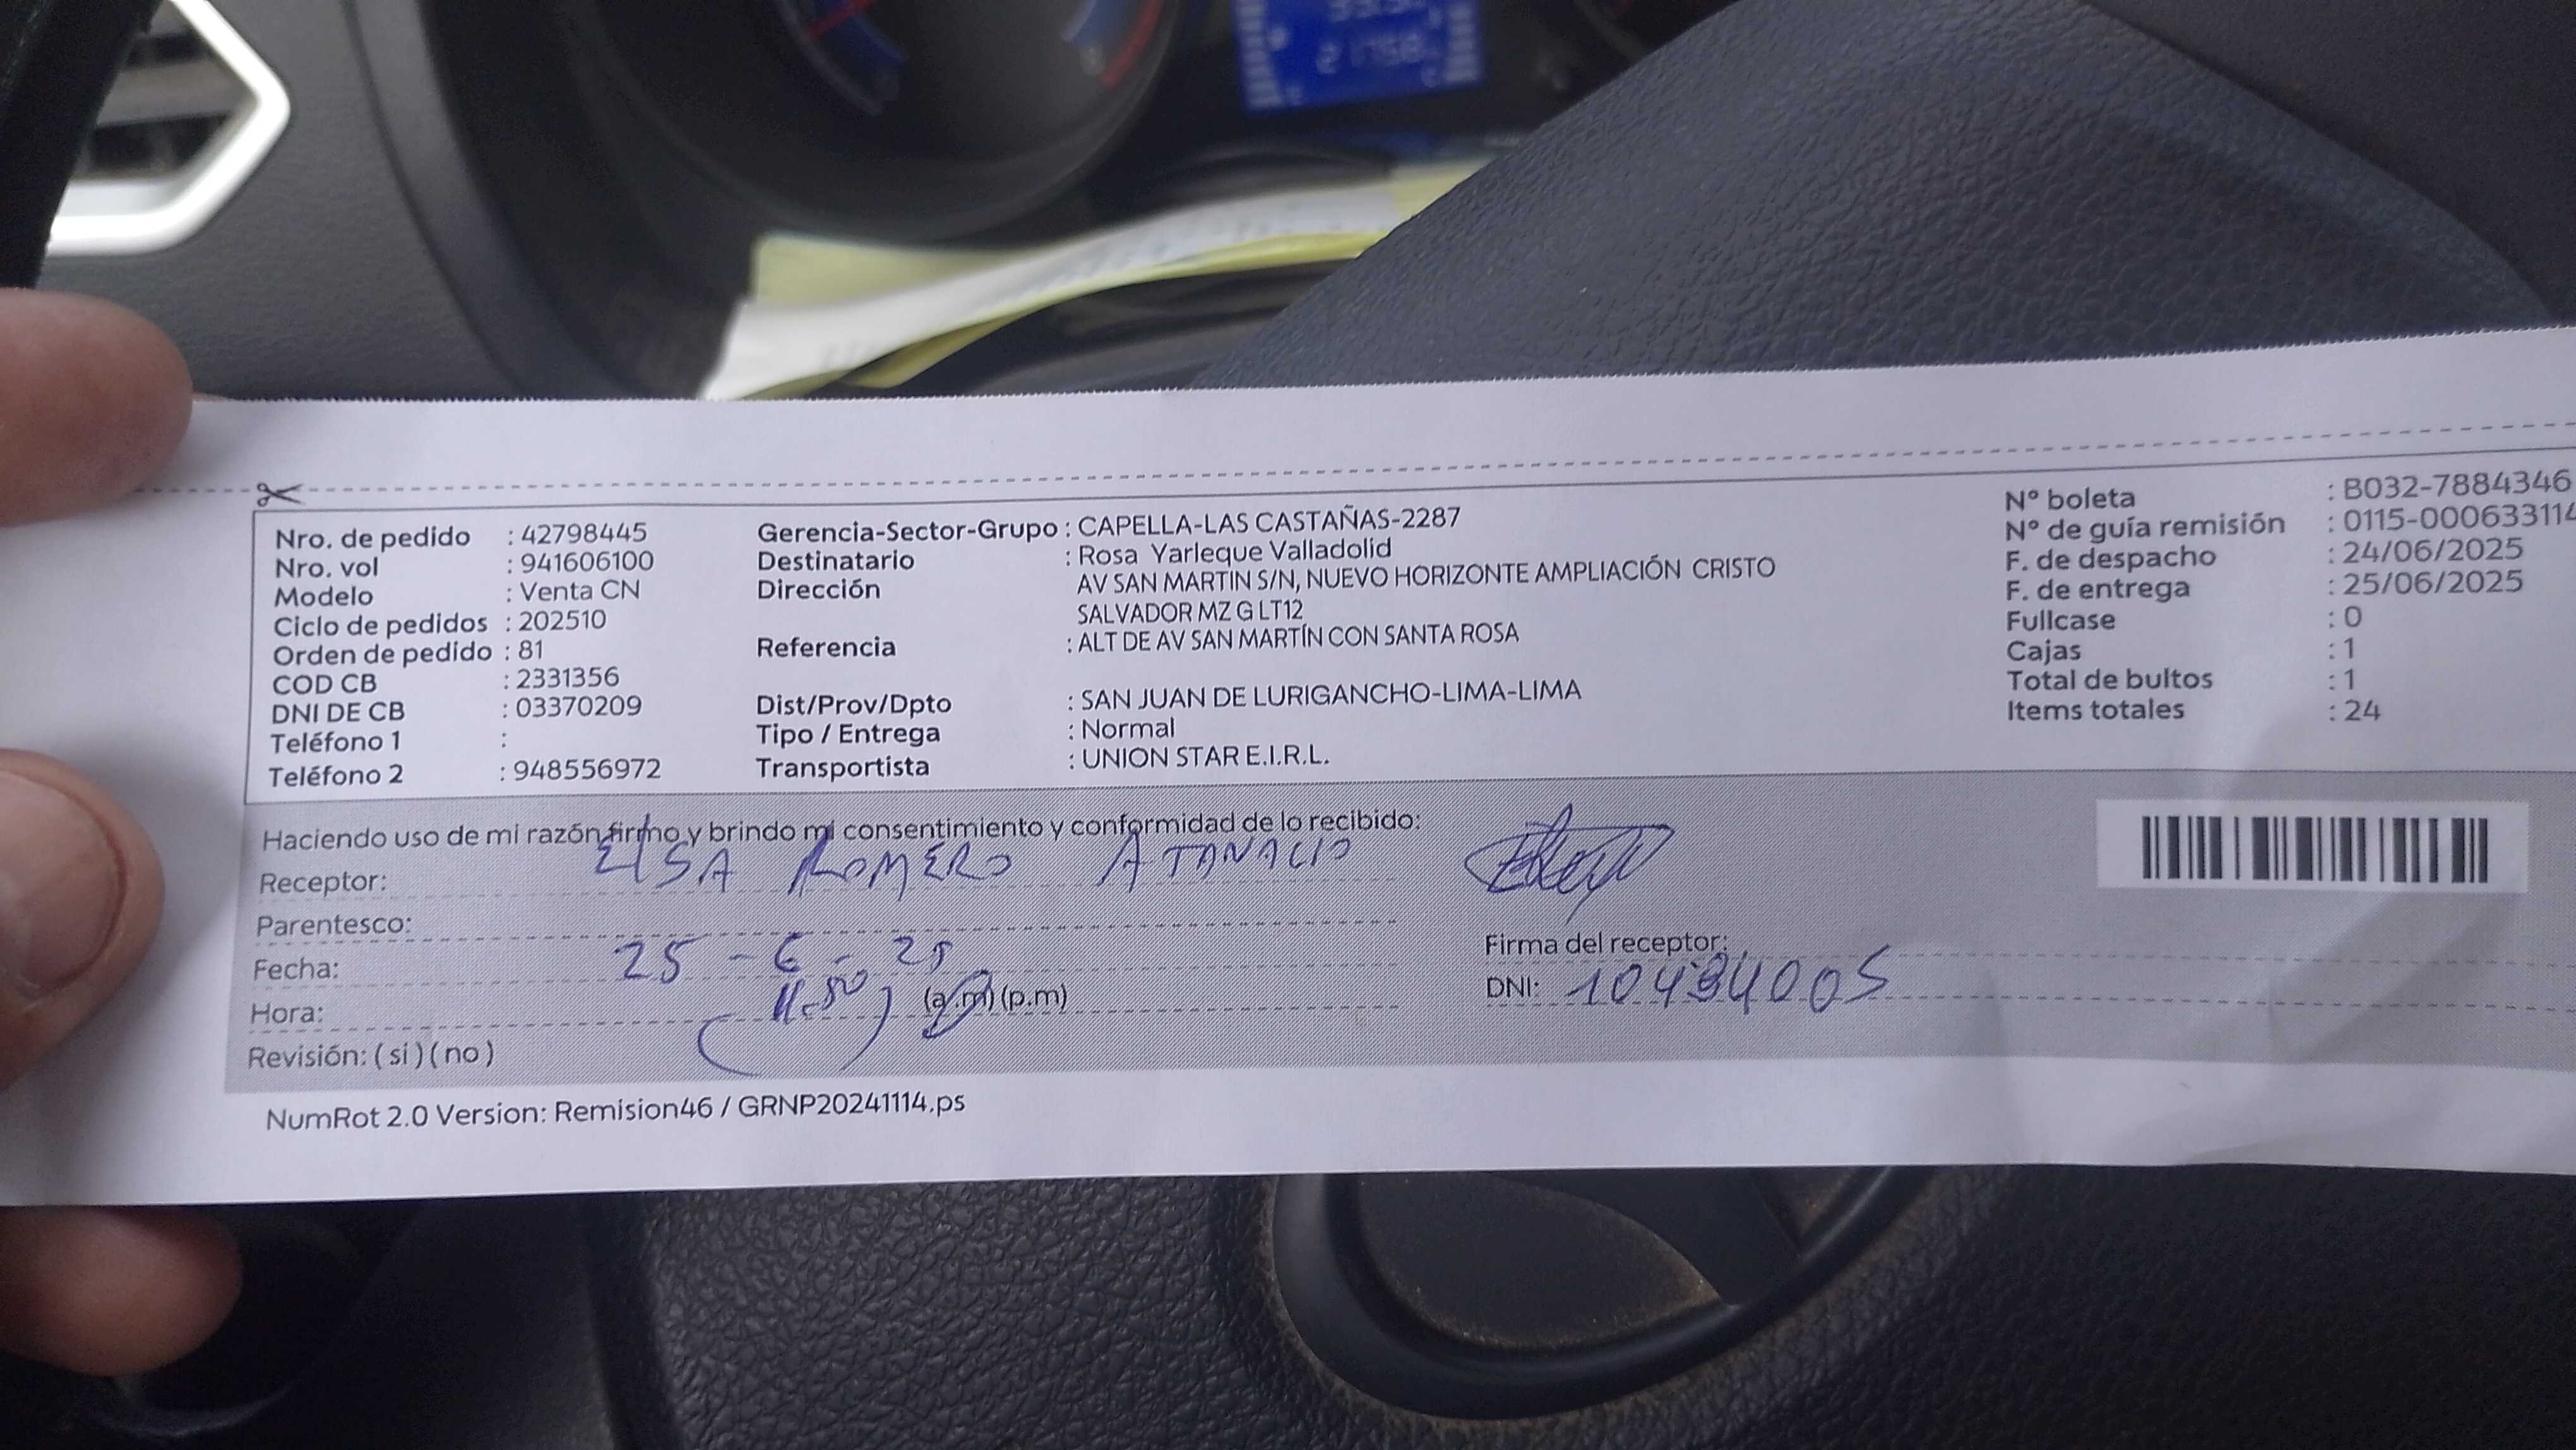 Nro. de pedido : 42798445
Nro. vol : 941606100
Modelo : Venta CN
Ciclo de pedidos : 202510
Orden de pedido : 81
COD CB : 2331356
DNI DE CB : 03370209
Teléfono 1 :
Teléfono 2 : 948556972
Gerencia-Sector-Grupo : CAPELLA-LAS CASTAÑAS-2287
Destinatario : Rosa Yarleque Valladolid
Dirección AV SAN MARTIN S/N, NUEVO HORIZONTE AMPLIACIÓN CRISTO
SALVADOR MZ G LT12
Referencia : ALT DE AV SAN MARTÍN CON SANTA ROSA
Dist/Prov/Dpto : SAN JUAN DE LURIGANCHO-LIMA-LIMA
Tipo / Entrega : Normal
Transportista : UNION STAR E.I.R.L.
N° boleta : B032-7884346
N° de guía remisión : 0115-000633114
F. de despacho : 24/06/2025
F. de entrega : 25/06/2025
Fullcase : 0
Cajas : 1
Total de bultos : 1
Items totales : 24
Haciendo uso de mi razón firmo y brindo mi consentimiento y conformidad de lo recibido:
Receptor: ElSA ROMERO ATANACIO
Parentesco:
Fecha: 25 - 6 - 25
Hora: 11:50 (a.m) (p.m)
Revisión: ( si ) ( no )
Firma del receptor:
DNI: 10434005
NumRot 2.0 Version: Remision46 / GRNP20241114.ps